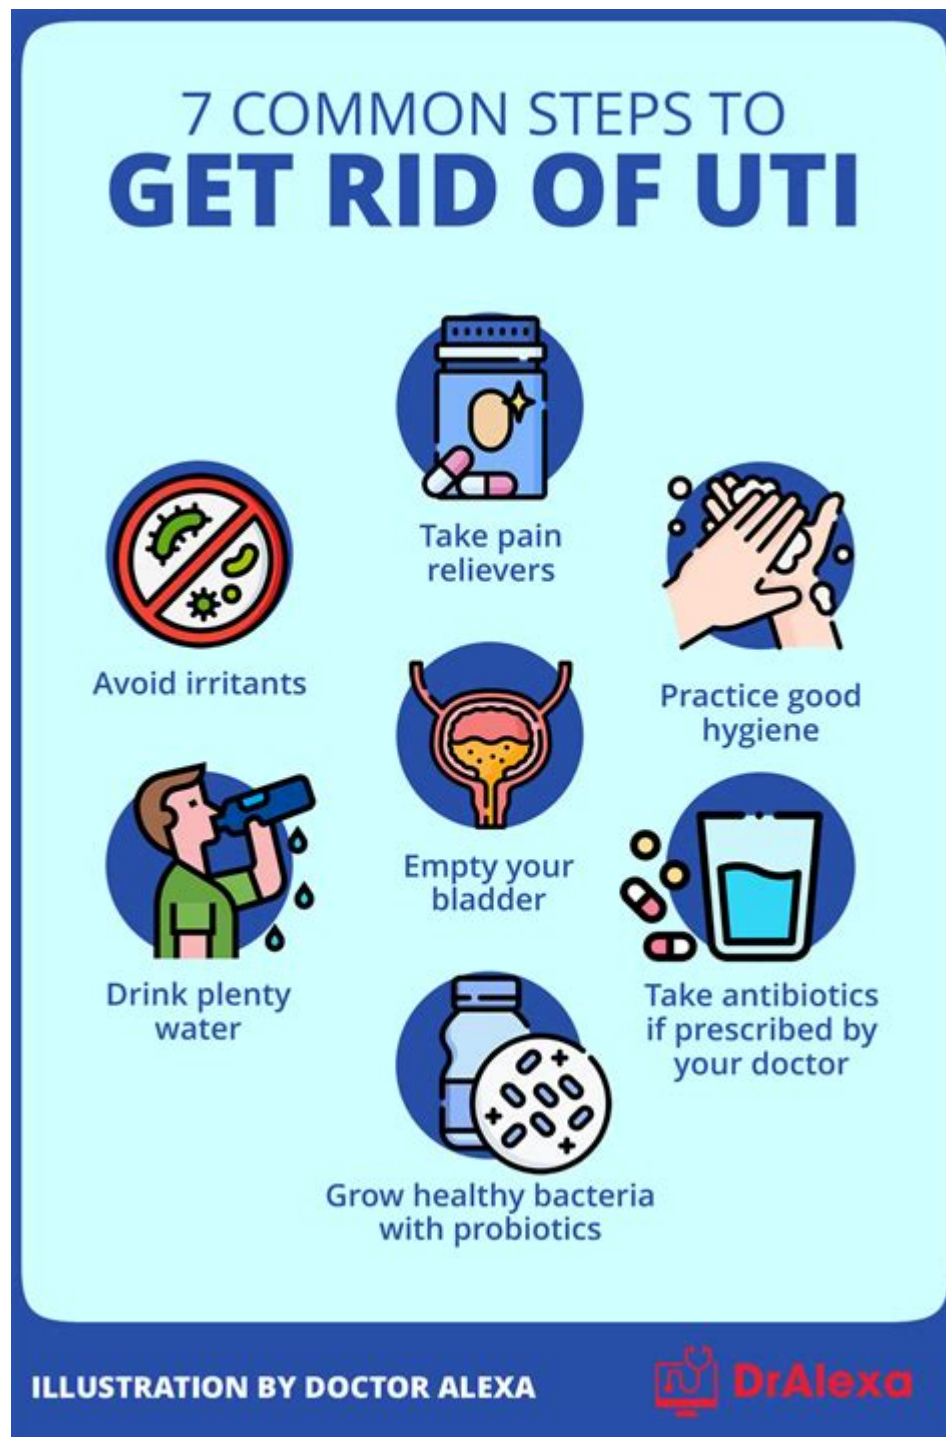 7 COMMON STEPS TO
GET RID OF UTI
Take pain
relievers
Avoid irritants
Practice good
hygiene
Empty your
bladder
Drink plenty
water
Take antibiotics
if prescribed by
your doctor
Grow healthy bacteria
with probiotics
ILLUSTRATION BY DOCTOR ALEXA
DrAlexa